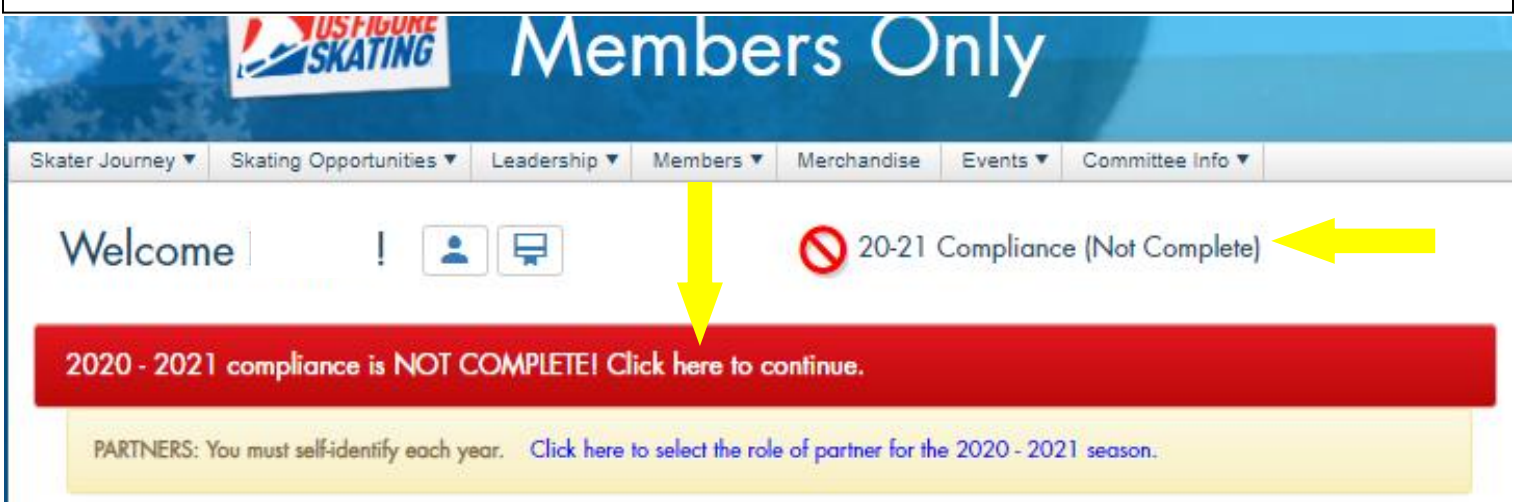 US FIGURE
SKATING
Members Only
Skater Journey ▼ Skating Opportunities ▼ Leadership ▼ Members ▼ Merchandise Events ▼ Committee Info ▼
Welcome ! 20-21 Compliance (Not Complete)
2020 - 2021 compliance is NOT COMPLETE! Click here to continue.
PARTNERS: You must self-identify each year. Click here to select the role of partner for the 2020 - 2021 season.